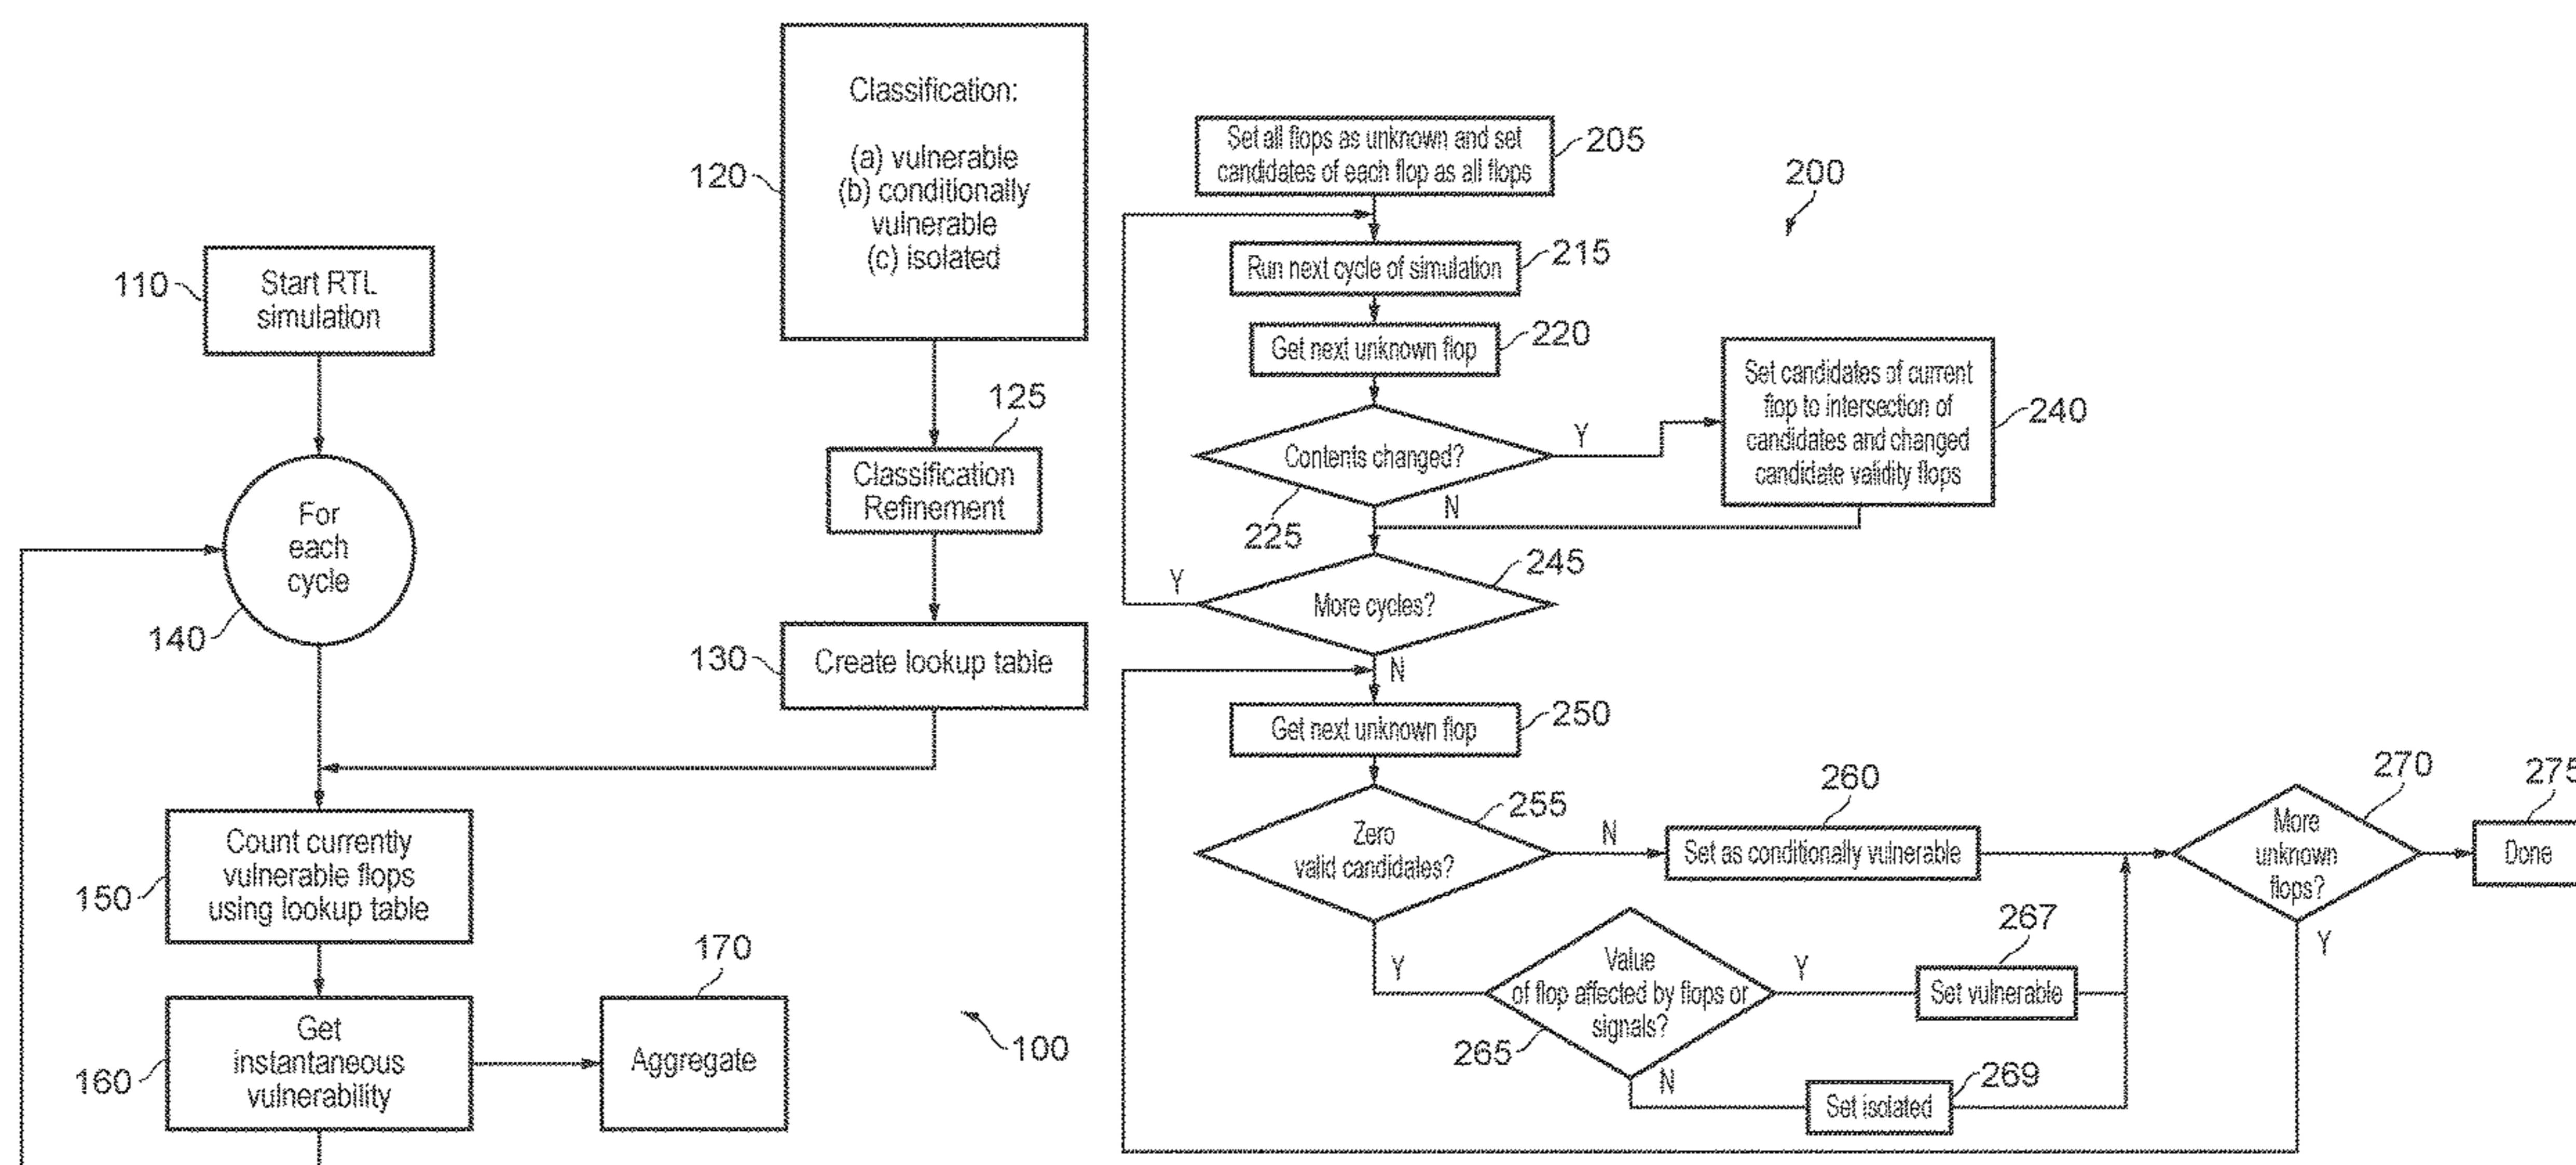 110
Start RTL
simulation
For
each
cycle
140
150
Count currently
vulnerable flops
using lookup table
160
Get
instantaneous
vulnerability
170
Aggregate
100
120
Classification:
(a) vulnerable
(b) conditionally
vulnerable
(c) isolated
125
Classification
Refinement
130
Create lookup table
200
Set all flops as unknown and set
candidates of each flop as all flops
205
Run next cycle of simulation
215
Get next unknown flop
220
Contents changed?
225
Y
N
Set candidates of current
flop to intersection of
candidates and changed
candidate validity flops
240
More cycles?
245
Y
N
Get next unknown flop
250
Zero
valid candidates?
255
N
Y
Set as conditionally vulnerable
260
Value
of flop affected by flops or
signals?
265
Y
N
Set vulnerable
267
Set isolated
269
More
unknown
flops?
270
Y
Done
275